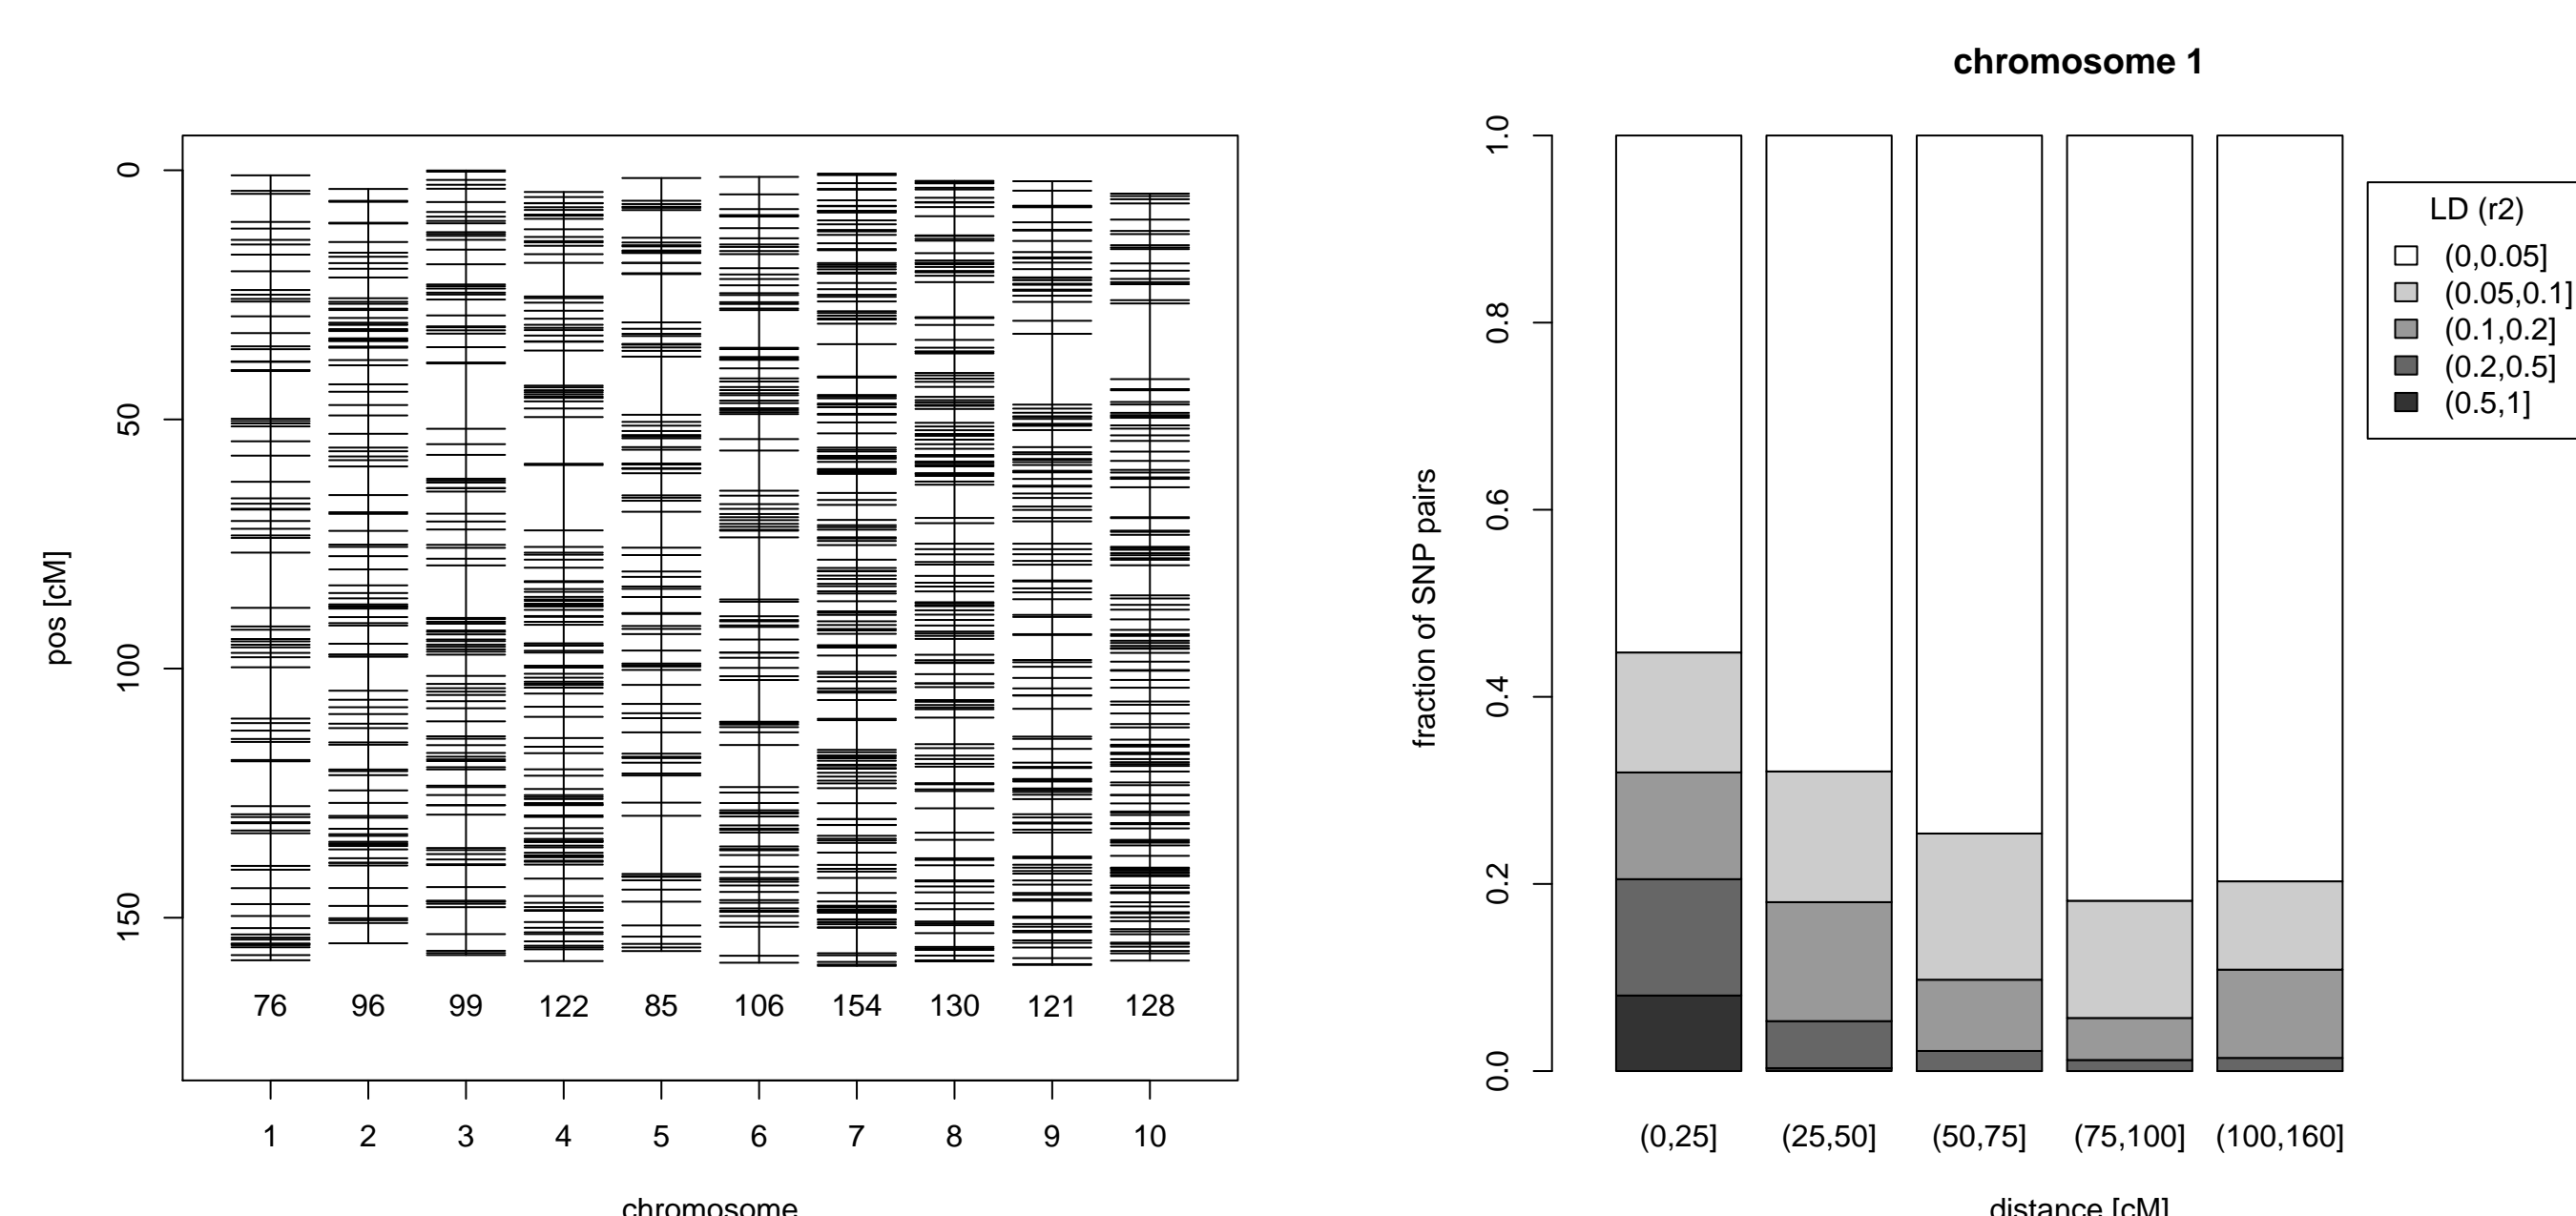 pos [cM]
0
50
100
150
76 96 99 122 85 106 154 130 121 128
1 2 3 4 5 6 7 8 9 10
chromosome
chromosome 1
fraction of SNP pairs
0.0 0.2 0.4 0.6 0.8 1.0
(0,25] (25,50] (50,75] (75,100] (100,160]
distance [cM]
LD (r2)
(0,0.05]
(0.05,0.1]
(0.1,0.2]
(0.2,0.5]
(0.5,1]